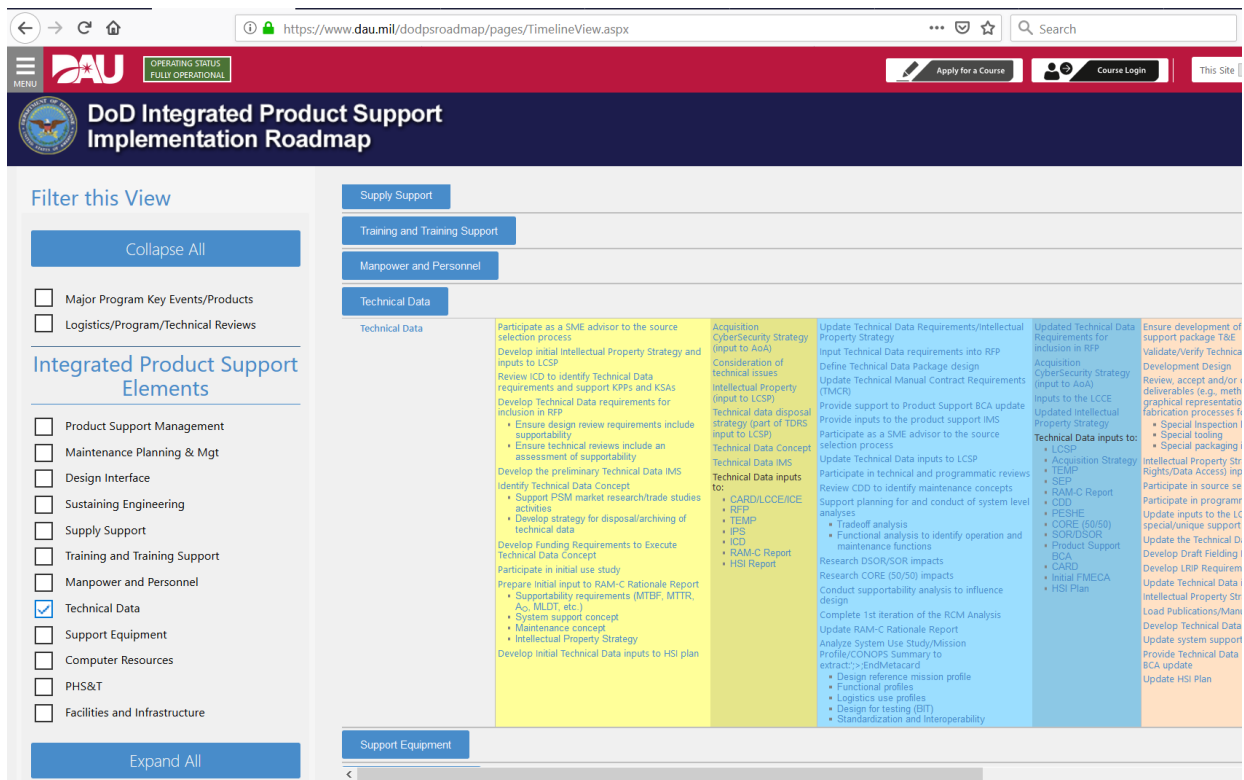 https://www.dau.mil/dodpsroadmap/pages/TimelineView.aspx
Search
MENU
DAU
OPERATING STATUS
FULLY OPERATIONAL
Apply for a Course
Course Login
This Site
DoD Integrated Product Support
Implementation Roadmap
Filter this View
Collapse All
Major Program Key Events/Products
Logistics/Program/Technical Reviews
Integrated Product Support
Elements
Product Support Management
Maintenance Planning & Mgt
Design Interface
Sustaining Engineering
Supply Support
Training and Training Support
Manpower and Personnel
Technical Data
Support Equipment
Computer Resources
PHS&T
Facilities and Infrastructure
Expand All
Supply Support
Training and Training Support
Manpower and Personnel
Technical Data
Technical Data
Participate as a SME advisor to the source
selection process
Develop initial Intellectual Property Strategy and
inputs to LCSP
Review ICD to identify Technical Data
requirements and support KPPs and KSAs
Develop Technical Data requirements for
inclusion in RFP
Ensure design review requirements include
supportability
Ensure technical reviews include an
assessment of supportability
Develop the preliminary Technical Data IMS
Identify Technical Data Concept
Support PSM market research/trade studies
activities
Develop strategy for disposal/archiving of
technical data
Develop Funding Requirements to Execute
Technical Data Concept
Participate in initial use study
Prepare Initial input to RAM-C Rationale Report
Supportability requirements (MTBF, MTTR,
AO, MLDT, etc.)
System support concept
Maintenance concept
Intellectual Property Strategy
Develop Initial Technical Data inputs to HSI plan
Acquisition
CyberSecurity Strategy
(input to AoA)
Consideration of
technical issues
Intellectual Property
(input to LCSP)
Technical data disposal
strategy (part of TDRS
input to LCSP)
Technical Data Concept
Technical Data IMS
Technical Data inputs
to:
CARD/LCCE/ICE
RFP
TEMP
IPS
ICD
RAM-C Report
HSI Report
Update Technical Data Requirements/Intellectual
Property Strategy
Input Technical Data requirements into RFP
Define Technical Data Package design
Update Technical Manual Contract Requirements
(TMCR)
Provide support to Product Support BCA update
Provide inputs to the product support IMS
Participate as a SME advisor to the source
selection process
Update Technical Data inputs to LCSP
Participate in technical and programmatic reviews
Review CDD to identify maintenance concepts
Support planning for and conduct of system level
analyses
Tradeoff analysis
Functional analysis to identify operation and
maintenance functions
Research DSOR/SOR impacts
Research CORE (50/50) impacts
Conduct supportability analysis to influence
design
Complete 1st iteration of the RCM Analysis
Update RAM-C Rationale Report
Analyze System Use Study/Mission
Profile/CONOPS Summary to
extract:';>;EndMetacard
Design reference mission profile
Functional profiles
Logistics use profiles
Design for testing (BIT)
Standardization and Interoperability
Updated Technical Data
Requirements for
inclusion in RFP
Acquisition
CyberSecurity Strategy
(input to AoA)
Inputs to the LCCE
Updated Intellectual
Property Strategy
Technical Data inputs to:
LCSP
Acquisition Strategy
TEMP
SEP
RAM-C Report
CDD
PESHE
CORE (50/50)
SOR/DSOR
Product Support
BCA
CARD
Initial FMECA
HSI Plan
Ensure development of
support package T&E
Validate/Verify Technica
Development Design
Review, accept and/or
deliverables (e.g., meth
graphical representatio
fabrication processes f
Special Inspection
Special tooling
Special packaging i
Intellectual Property Str
Rights/Data Access) inp
Participate in source se
Participate in programm
Update inputs to the LC
special/unique support
Update the Technical D
Develop Draft Fielding
Develop LRIP Requirem
Update Technical Data i
Intellectual Property Str
Load Publications/Manu
Develop Technical Data
Update system support
Provide Technical Data
BCA update
Update HSI Plan
Support Equipment